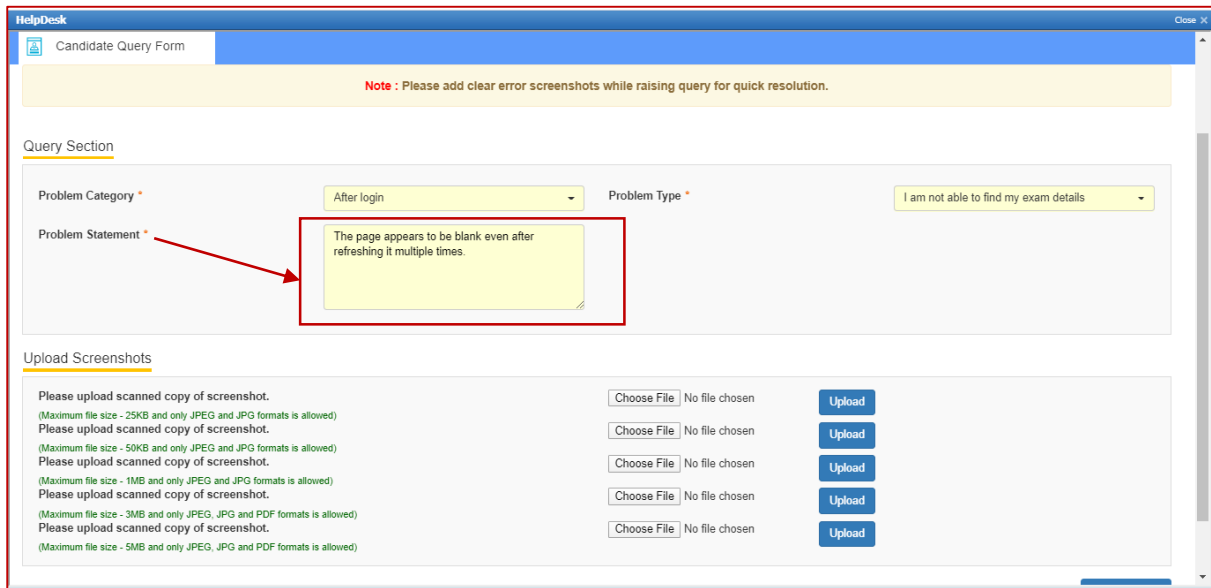 HelpDesk
Close X
Candidate Query Form
Note : Please add clear error screenshots while raising query for quick resolution.
Query Section
Problem Category * After login Problem Type * I am not able to find my exam details
Problem Statement * The page appears to be blank even after
refreshing it multiple times.
Upload Screenshots
Please upload scanned copy of screenshot. Choose File No file chosen Upload
(Maximum file size - 25KB and only JPEG and JPG formats is allowed)
Please upload scanned copy of screenshot. Choose File No file chosen Upload
(Maximum file size - 50KB and only JPEG and JPG formats is allowed)
Please upload scanned copy of screenshot. Choose File No file chosen Upload
(Maximum file size - 1MB and only JPEG and JPG formats is allowed)
Please upload scanned copy of screenshot. Choose File No file chosen Upload
(Maximum file size - 3MB and only JPEG, JPG and PDF formats is allowed)
Please upload scanned copy of screenshot. Choose File No file chosen Upload
(Maximum file size - 5MB and only JPEG, JPG and PDF formats is allowed)